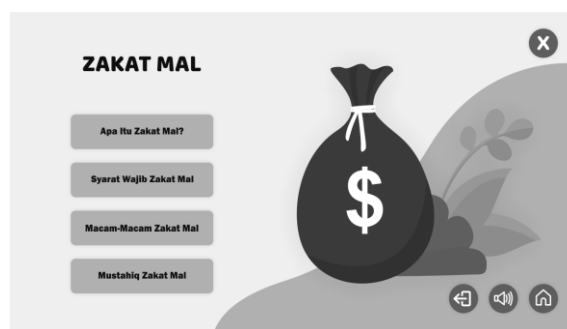 ZAKAT MAL
Apa Itu Zakat Mal?
Syarat Wajib Zakat Mal
Macam-Macam Zakat Mal
Mustahiq Zakat Mal
$
X